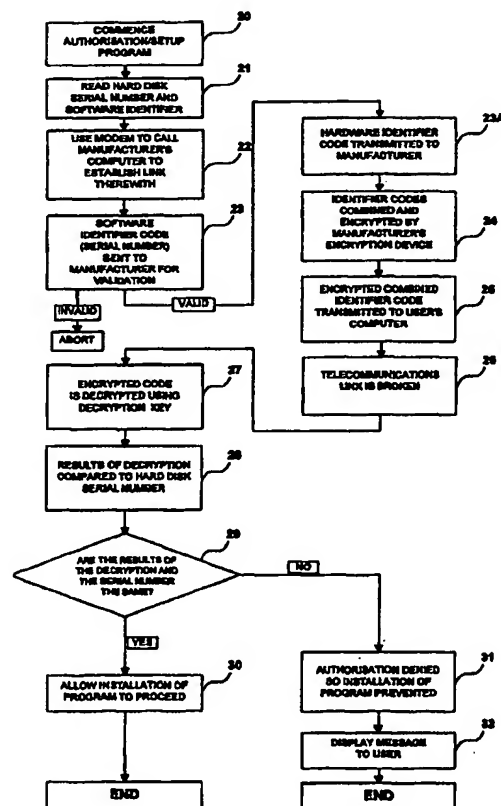 20
COMMENCE
AUTHORISATION/SETUP
PROGRAM
21
READ HARD DISK
SERIAL NUMBER AND
SOFTWARE IDENTIFIER
USE MODEM TO CALL
MANUFACTURER'S
COMPUTER TO
ESTABLISH LINK
THEREWITH
22
23
SOFTWARE
IDENTIFIER CODE
(SERIAL NUMBER)
SENT TO
MANUFACTURER FOR
VALIDATION
INVALID
VALID
ABORT
23A
HARDWARE IDENTIFIER
CODE TRANSMITTED TO
MANUFACTURER
IDENTIFIER CODES
COMBINED AND
ENCRYPTED BY
MANUFACTURER'S
ENCRYPTION DEVICE
24
ENCRYPTED COMBINED
IDENTIFIER CODE
TRANSMITTED TO USER'S
COMPUTER
25
TELECOMMUNICATIONS
LINK IS BROKEN
26
ENCRYPTED CODE
IS DECRYPTED USING
DECRYPTION KEY
27
RESULTS OF DECRYPTION
COMPARED TO HARD DISK
SERIAL NUMBER
28
29
ARE THE RESULTS OF
THE DECRYPTION AND
THE SERIAL NUMBER
THE SAME?
NO
YES
30
ALLOW INSTALLATION OF
PROGRAM TO PROCEED
31
AUTHORISATION DENIED
SO INSTALLATION OF
PROGRAM PREVENTED
32
DISPLAY MESSAGE
TO USER
END
END